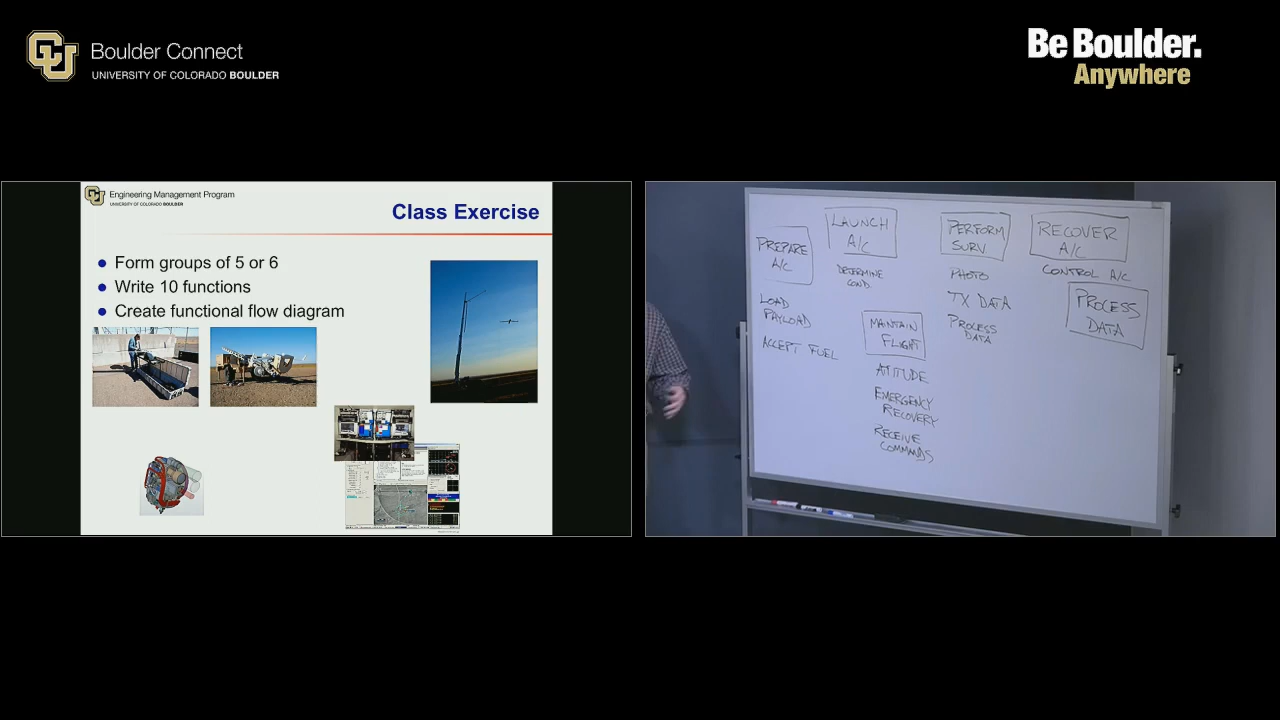 Boulder Connect
UNIVERSITY OF COLORADO BOULDER
Be Boulder.
Anywhere
Engineering Management Program
UNIVERSITY OF COLORADO BOULDER
Class Exercise
Form groups of 5 or 6
Write 10 functions
Create functional flow diagram
PREPARE
A/C
LOAD
PAYLOAD
ACCEPT FUEL
LAUNCH
A/C
DETERMINE
COND.
MAINTAIN
FLIGHT
ATTITUDE
EMERGENCY
RECOVERY
RECEIVE
COMMANDS
PERFORM
SURV
PHOTO
TX DATA
PROCESS
DATA
RECOVER
A/C
CONTROL A/C
PROCESS
DATA